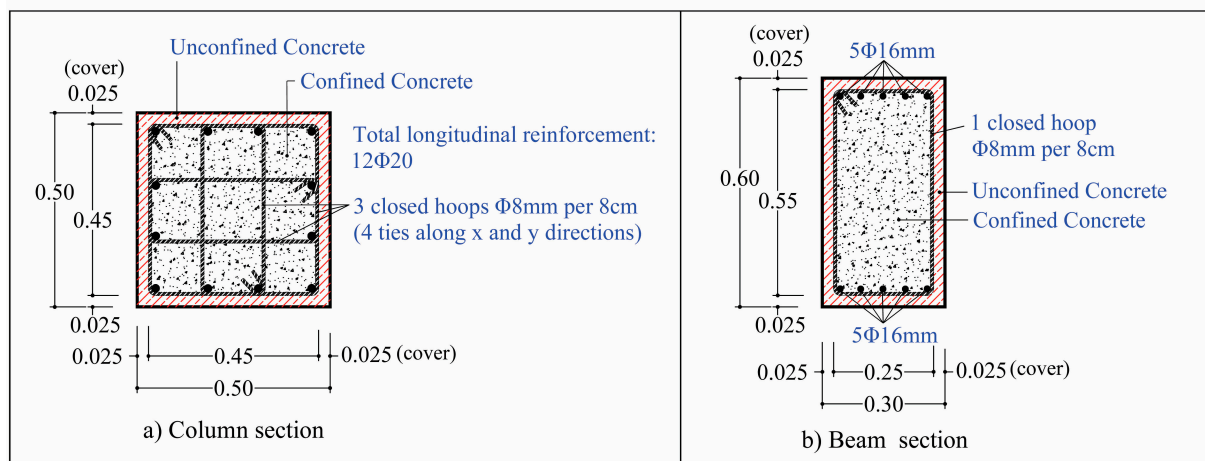 Unconfined Concrete
(cover)
0.025
Confined Concrete
Total longitudinal reinforcement:
12Φ20
0.50
0.45
3 closed hoops Φ8mm per 8cm
(4 ties along x and y directions)
0.025
0.025
0.45
0.025 (cover)
0.50
a) Column section
5Φ16mm
(cover)
0.025
1 closed hoop
Φ8mm per 8cm
0.60
0.55
Unconfined Concrete
Confined Concrete
0.025
5Φ16mm
0.025
0.25
0.025 (cover)
0.30
b) Beam section